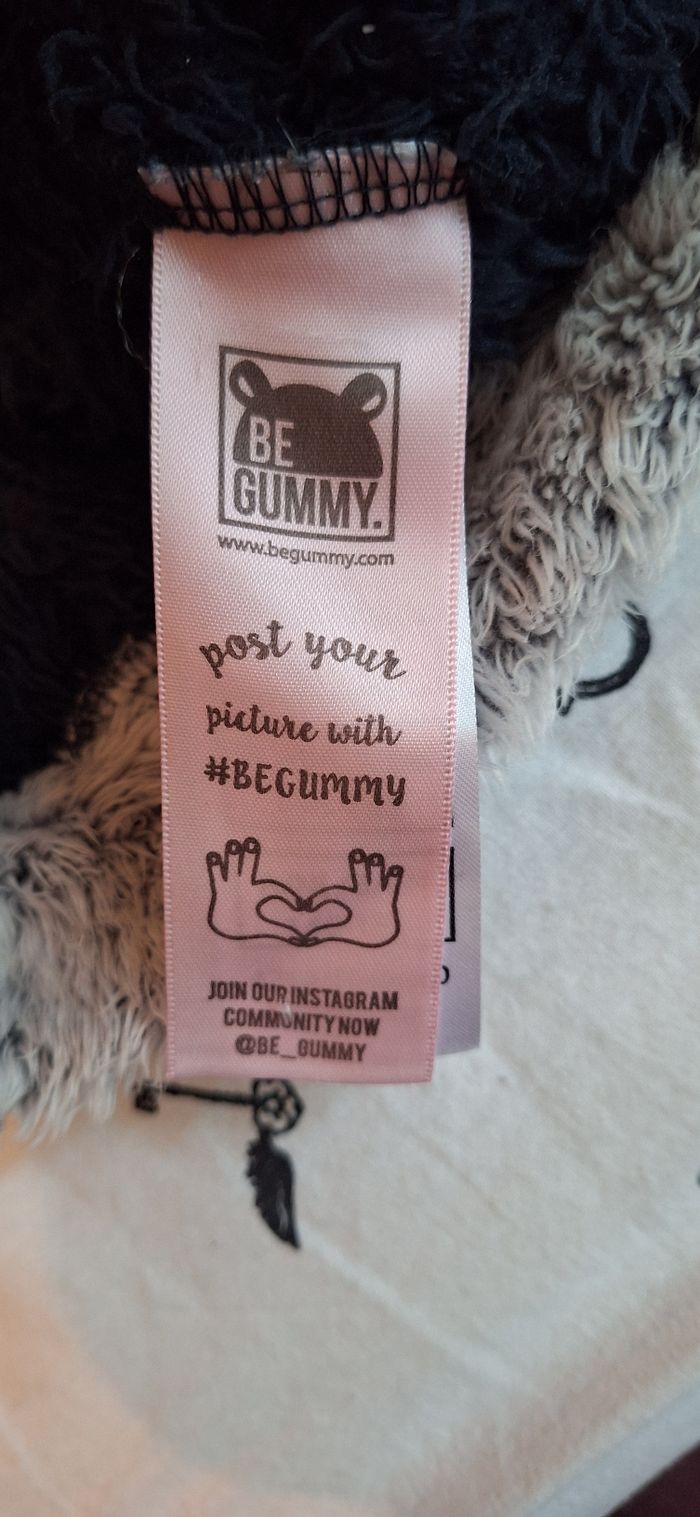 BE
GUMMY.
www.begummy.com
post your
picture with
#BEGUMMY
JOIN OUR INSTAGRAM
COMMUNITY NOW
@BE_GUMMY